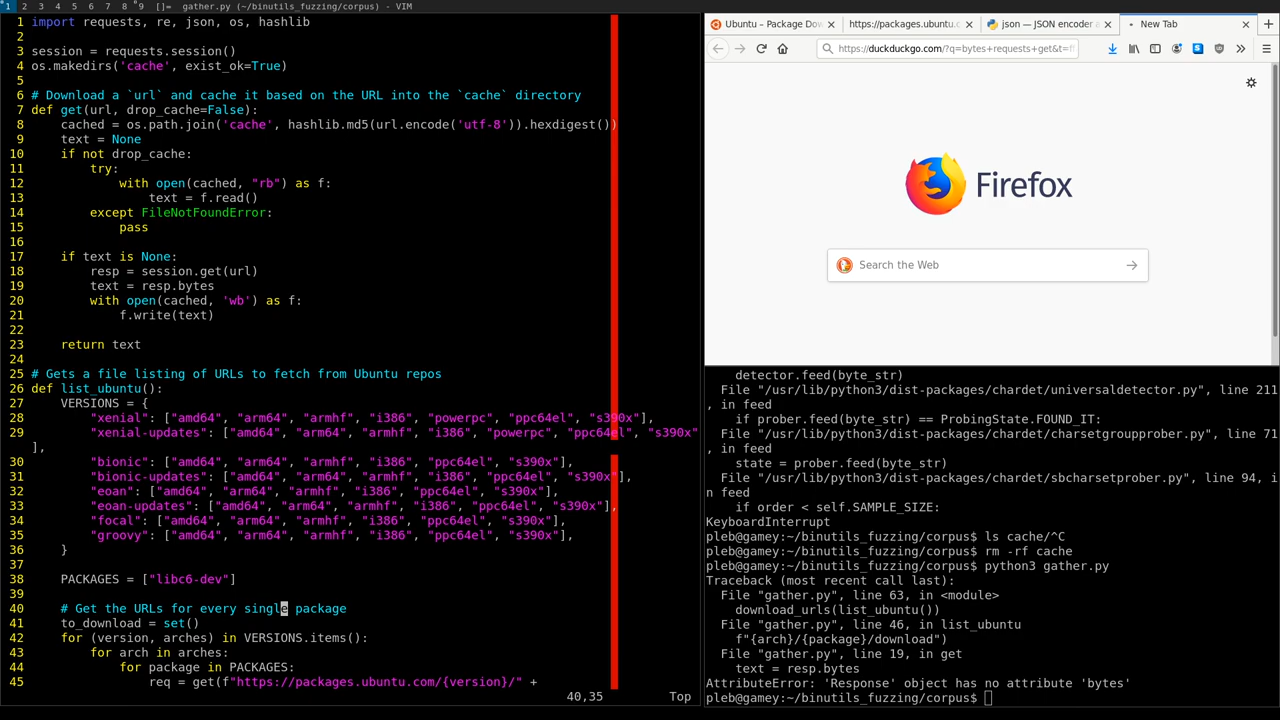 1 2 3 4 5 6 7 8 9 []= gather.py (~/binutils_fuzzing/corpus) - VIM
1 import requests, re, json, os, hashlib
2
3 session = requests.session()
4 os.makedirs('cache', exist_ok=True)
5
6 # Download a `url` and cache it based on the URL into the `cache` directory
7 def get(url, drop_cache=False):
8     cached = os.path.join('cache', hashlib.md5(url.encode('utf-8')).hexdigest())
9     text = None
10     if not drop_cache:
11         try:
12             with open(cached, "rb") as f:
13                 text = f.read()
14         except FileNotFoundError:
15             pass
16
17     if text is None:
18         resp = session.get(url)
19         text = resp.bytes
20         with open(cached, 'wb') as f:
21             f.write(text)
22
23     return text
24
25 # Gets a file listing of URLs to fetch from Ubuntu repos
26 def list_ubuntu():
27     VERSIONS = {
28         "xenial": ["amd64", "arm64", "armhf", "i386", "powerpc", "ppc64el", "s390x"],
29         "xenial-updates": ["amd64", "arm64", "armhf", "i386", "powerpc", "ppc64el", "s390x"
],
30         "bionic": ["amd64", "arm64", "armhf", "i386", "ppc64el", "s390x"],
31         "bionic-updates": ["amd64", "arm64", "armhf", "i386", "ppc64el", "s390x"],
32         "eoan": ["amd64", "arm64", "armhf", "i386", "ppc64el", "s390x"],
33         "eoan-updates": ["amd64", "arm64", "armhf", "i386", "ppc64el", "s390x"],
34         "focal": ["amd64", "arm64", "armhf", "i386", "ppc64el", "s390x"],
35         "groovy": ["amd64", "arm64", "armhf", "i386", "ppc64el", "s390x"],
36     }
37
38     PACKAGES = ["libc6-dev"]
39
40     # Get the URLs for every single package
41     to_download = set()
42     for (version, arches) in VERSIONS.items():
43         for arch in arches:
44             for package in PACKAGES:
45                 req = get(f"https://packages.ubuntu.com/{version}/" +
40,35 Top
Ubuntu – Package Dow
https://packages.ubuntu.c
json — JSON encoder a
New Tab
https://duckduckgo.com/?q=bytes+requests+get&t=f
Firefox
Search the Web
    detector.feed(byte_str)
  File "/usr/lib/python3/dist-packages/chardet/universaldetector.py", line 211
, in feed
    if prober.feed(byte_str) == ProbingState.FOUND_IT:
  File "/usr/lib/python3/dist-packages/chardet/charsetgroupprober.py", line 71
, in feed
    state = prober.feed(byte_str)
  File "/usr/lib/python3/dist-packages/chardet/sbcharsetprober.py", line 94, i
n feed
    if order < self.SAMPLE_SIZE:
KeyboardInterrupt
pleb@gamey:~/binutils_fuzzing/corpus$ ls cache/^C
pleb@gamey:~/binutils_fuzzing/corpus$ rm -rf cache
pleb@gamey:~/binutils_fuzzing/corpus$ python3 gather.py
Traceback (most recent call last):
  File "gather.py", line 63, in <module>
    download_urls(list_ubuntu())
  File "gather.py", line 46, in list_ubuntu
    f"{arch}/{package}/download")
  File "gather.py", line 19, in get
    text = resp.bytes
AttributeError: 'Response' object has no attribute 'bytes'
pleb@gamey:~/binutils_fuzzing/corpus$